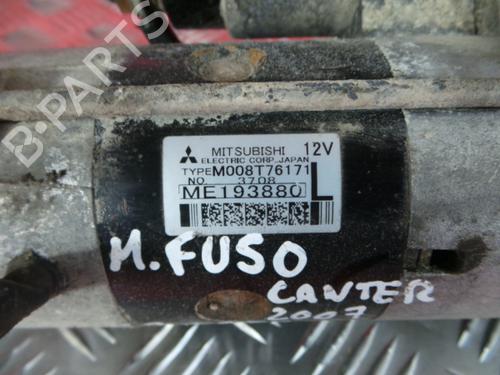 B-PARTS
MITSUBISHI 12V
ELECTRIC CORP.,JAPAN
TYPE M008T76171
NO. 3708
ME193880 L
M.FUSO
CANTER
2007